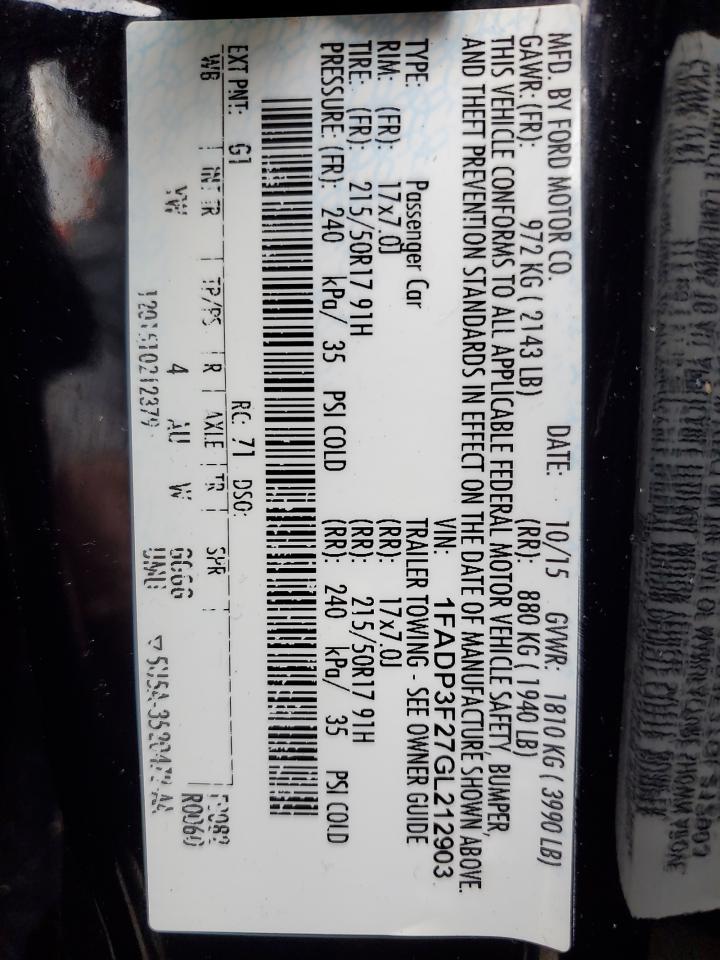 MFD. BY FORD MOTOR CO. DATE: 10/15 GVWR: 1810 KG ( 3990 LB)
GAWR: (FR): 972 KG ( 2143 LB) (RR): 880 KG ( 1940 LB)
THIS VEHICLE CONFORMS TO ALL APPLICABLE FEDERAL MOTOR VEHICLE SAFETY, BUMPER,
AND THEFT PREVENTION STANDARDS IN EFFECT ON THE DATE OF MANUFACTURE SHOWN ABOVE.
VIN: 1FADP3F27GL212903
TYPE: Passenger Car TRAILER TOWING - SEE OWNER GUIDE
RIM: (FR): 17x7.0J (RR): 17x7.0J
TIRE: (FR): 215/50R17 91H (RR): 215/50R17 91H
PRESSURE: (FR): 240 kPa/ 35 PSI COLD (RR): 240 kPa/ 35 PSI COLD
EXT PNT: G1 RC: 71 DSO:
WB INT TR TP/PS R AXLE TR SPR
YW 4 AU W